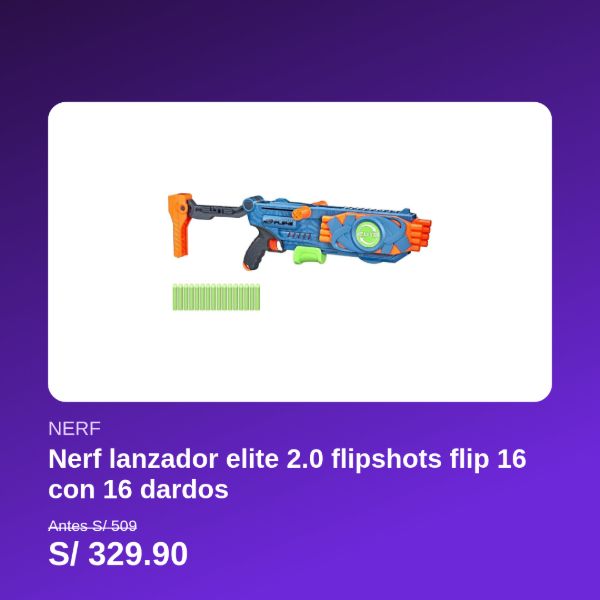 NERF
Nerf lanzador elite 2.0 flipshots flip 16
con 16 dardos
Antes S/ 509
S/ 329.90